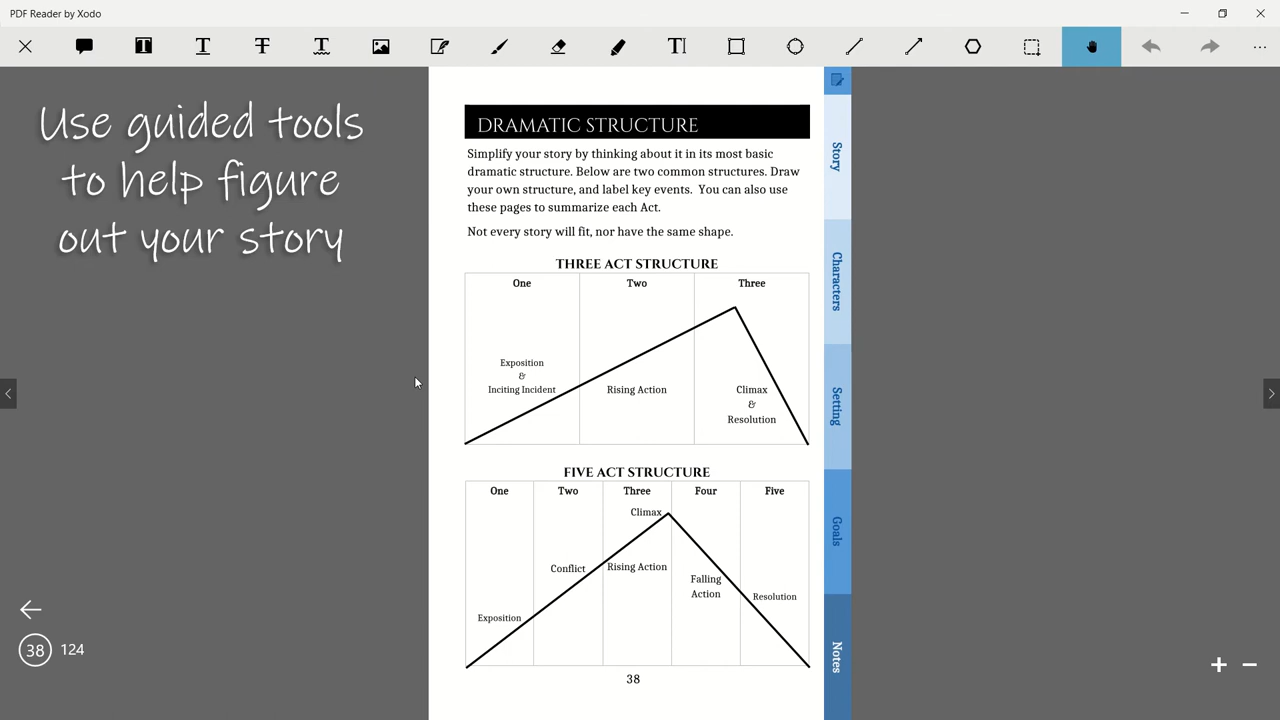 PDF Reader by Xodo
Use guided tools
to help figure
out your story
DRAMATIC STRUCTURE
Simplify your story by thinking about it in its most basic
dramatic structure. Below are two common structures. Draw
your own structure, and label key events. You can also use
these pages to summarize each Act.
Not every story will fit, nor have the same shape.
THREE ACT STRUCTURE
One Two Three
Exposition
&
Inciting Incident
Rising Action
Climax
&
Resolution
FIVE ACT STRUCTURE
One Two Three Four Five
Climax
Conflict
Rising Action
Falling
Action
Resolution
Exposition
38
Story
Characters
Setting
Goals
Notes
38 124